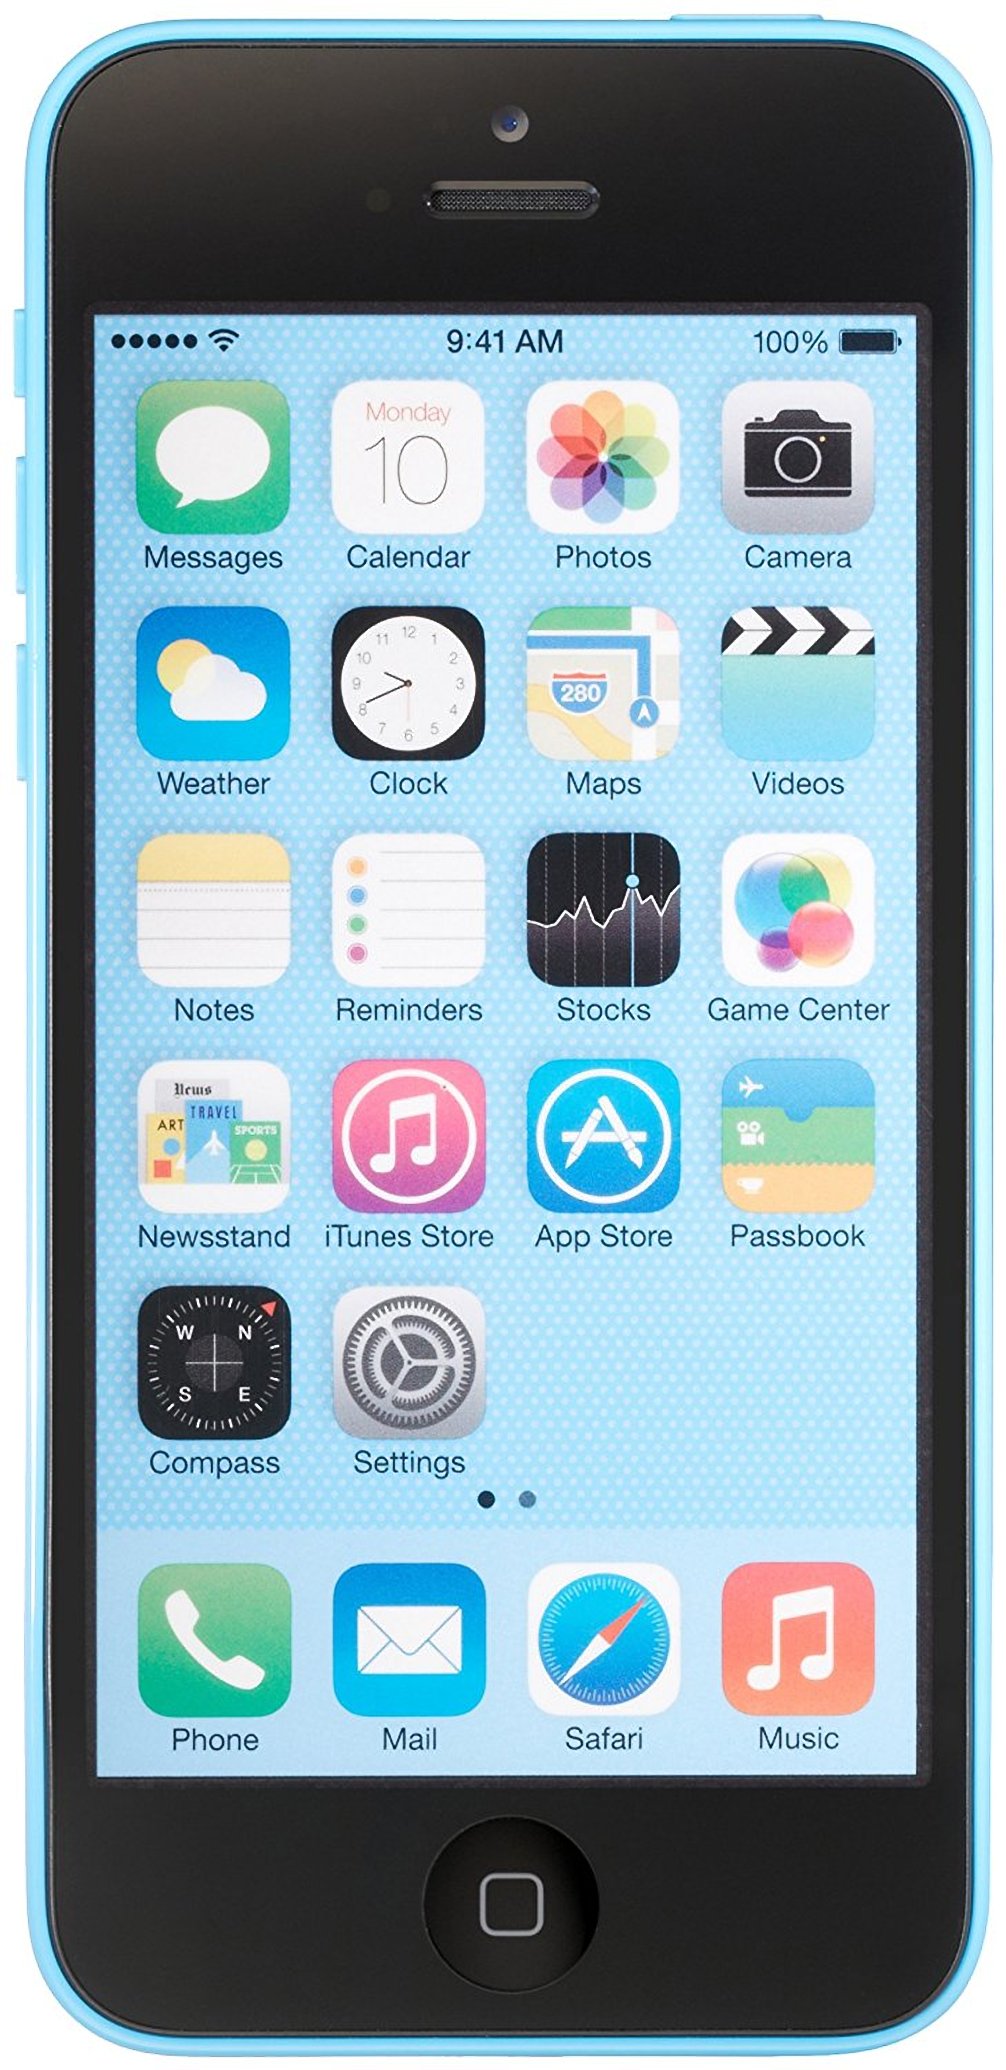 9:41 AM 100%
Monday
10
Messages Calendar Photos Camera
12
11 1
10 2
9 3
8 4
7 5
6
280
Weather Clock Maps Videos
Notes Reminders Stocks Game Center
News
TRAVEL
ART
SPORTS
Newsstand iTunes Store App Store Passbook
W N
S E
Compass Settings
Phone Mail Safari Music